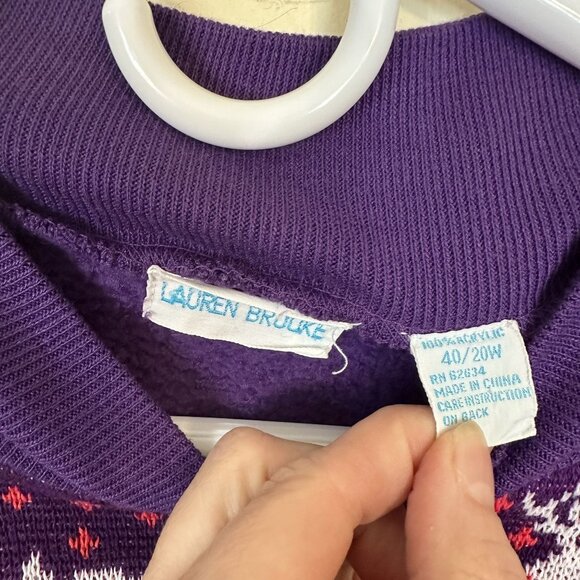 LAUREN BROOKE
100% ACRYLIC
40/20W
RN 62634
MADE IN CHINA
CARE INSTRUCTION
ON BACK